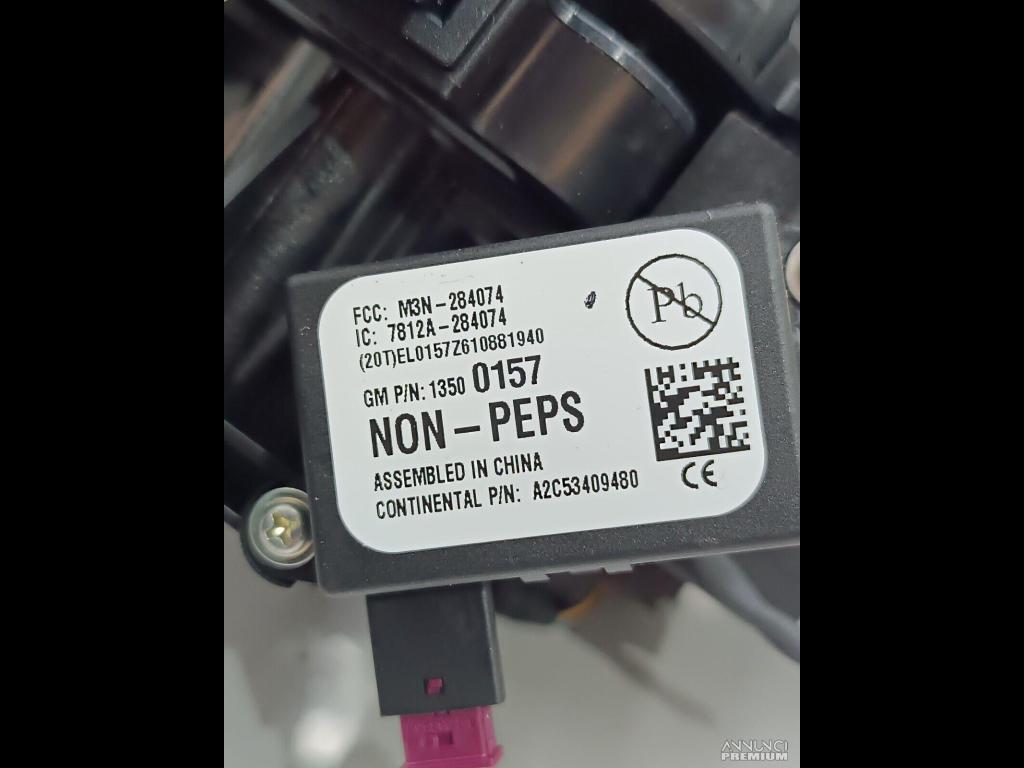 FCC: M3N-284074
IC: 7812A-284074
(20T)EL0157Z610881940
GM P/N: 1350 0157
NON-PEPS
ASSEMBLED IN CHINA
CONTINENTAL P/N: A2C53409480
Pb
CE
ANNUNCI
PREMIUM